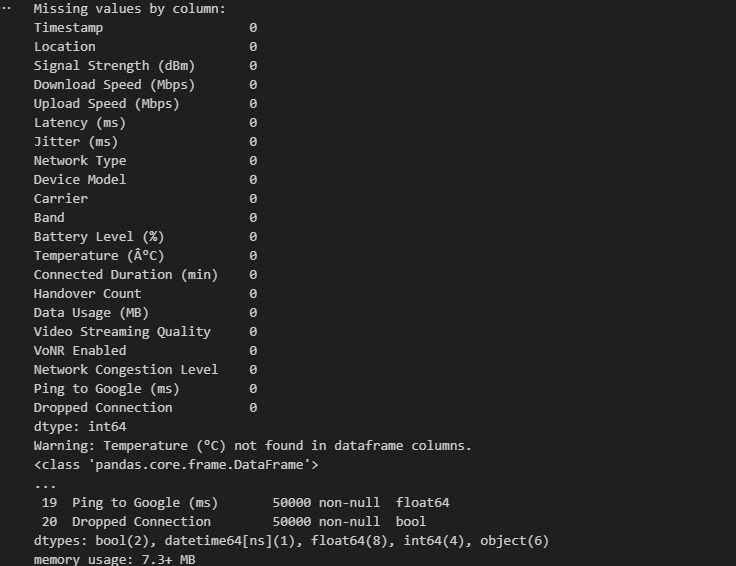 ... Missing values by column:
Timestamp 0
Location 0
Signal Strength (dBm) 0
Download Speed (Mbps) 0
Upload Speed (Mbps) 0
Latency (ms) 0
Jitter (ms) 0
Network Type 0
Device Model 0
Carrier 0
Band 0
Battery Level (%) 0
Temperature (Â°C) 0
Connected Duration (min) 0
Handover Count 0
Data Usage (MB) 0
Video Streaming Quality 0
VoNR Enabled 0
Network Congestion Level 0
Ping to Google (ms) 0
Dropped Connection 0
dtype: int64
Warning: Temperature (°C) not found in dataframe columns.
<class 'pandas.core.frame.DataFrame'>
...
19 Ping to Google (ms) 50000 non-null float64
20 Dropped Connection 50000 non-null bool
dtypes: bool(2), datetime64[ns](1), float64(8), int64(4), object(6)
memory usage: 7.3+ MB